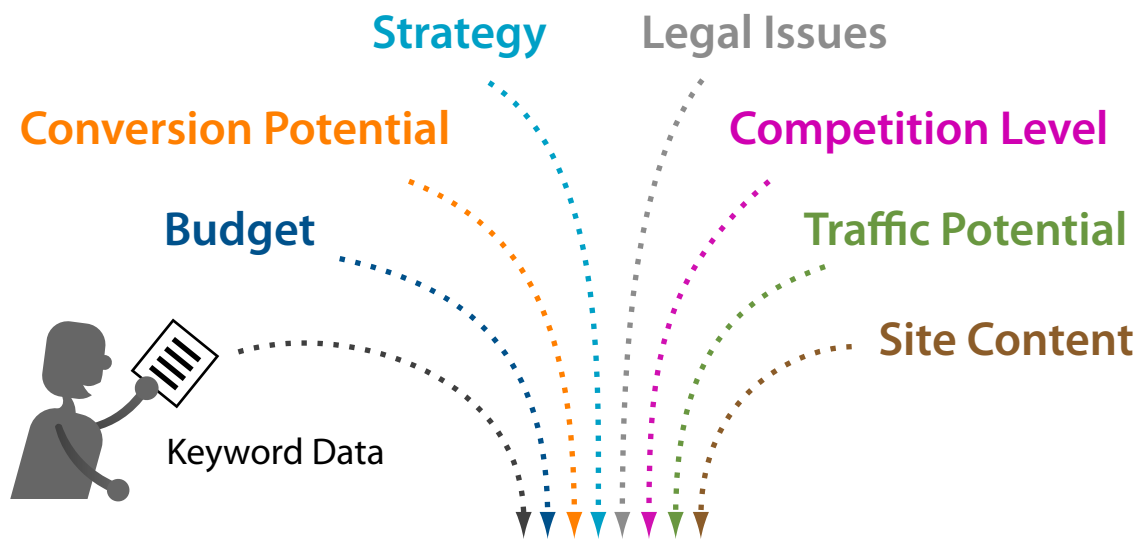 Strategy
Legal Issues
Conversion Potential
Competition Level
Budget
Traffic Potential
Site Content
Keyword Data